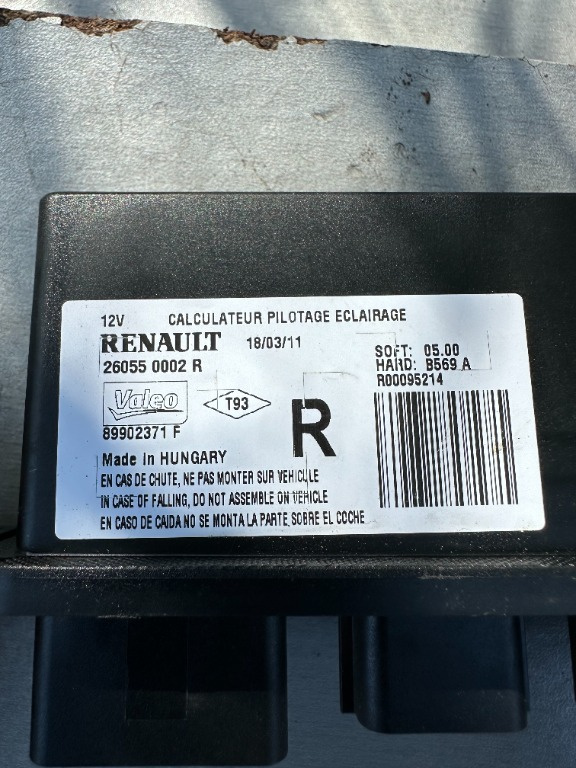 12V CALCULATEUR PILOTAGE ECLAIRAGE
RENAULT 18/03/11
26055 0002 R
SOFT: 05.00
HARD: B569 A
R00095214
Valeo
T93
R
89902371 F
Made in HUNGARY
EN CAS DE CHUTE, NE PAS MONTER SUR VEHICULE
IN CASE OF FALLING, DO NOT ASSEMBLE ON VEHICLE
EN CASO DE CAIDA NO SE MONTA LA PARTE, SOBRE EL COCHE